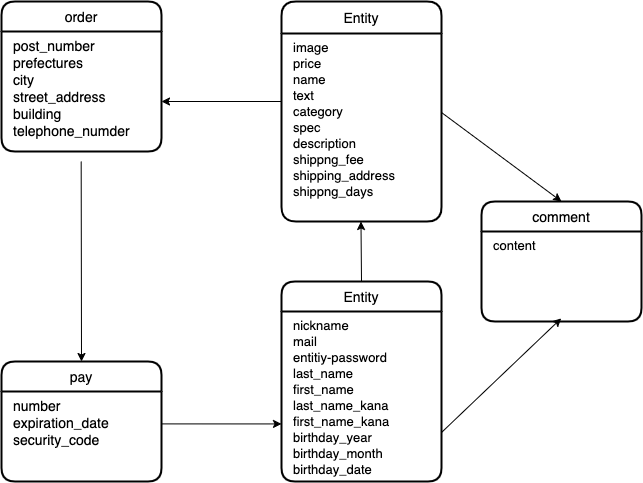 order
post_number
prefectures
city
street_address
building
telephone_numder
Entity
image
price
name
text
category
spec
description
shippng_fee
shipping_address
shippng_days
comment
content
pay
number
expiration_date
security_code
Entity
nickname
mail
entitiy-password
last_name
first_name
last_name_kana
first_name_kana
birthday_year
birthday_month
birthday_date